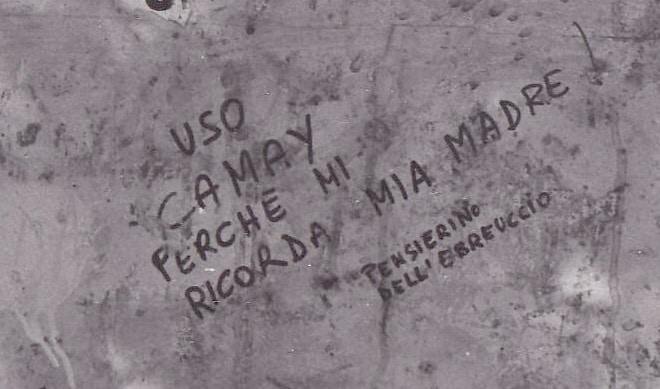 USO
CAMAY
PERCHE MI
RICORDA MIA MADRE
PENSIERINO
DELL'EBREUCCIO